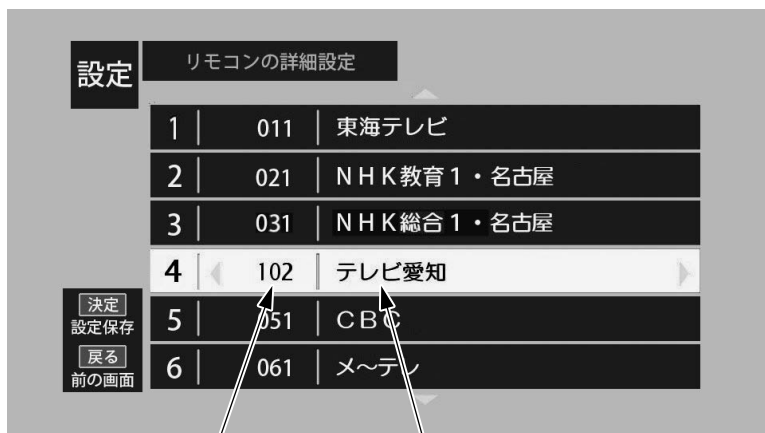 設定
リモコンの詳細設定
1 011 東海テレビ
2 021 ＮＨＫ教育１・名古屋
3 031 ＮＨＫ総合１・名古屋
4 102 テレビ愛知
5 051 ＣＢＣ
6 061 メ～テレ
決定
設定保存
戻る
前の画面